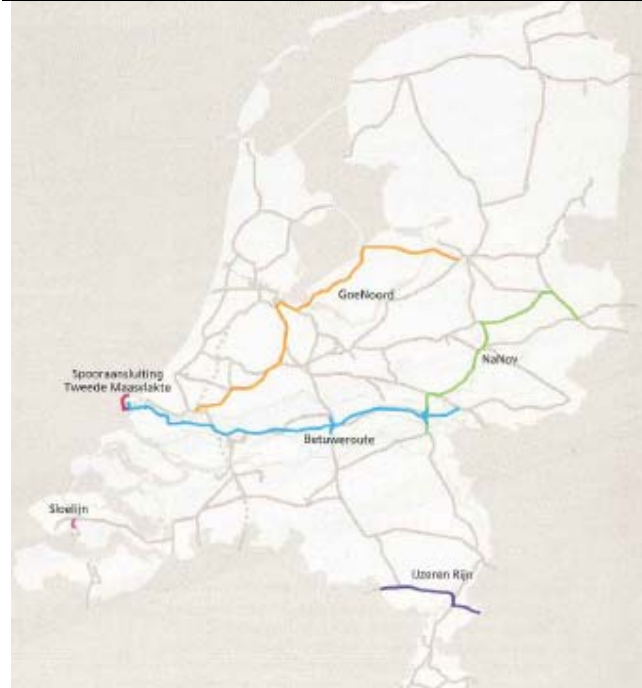 GoeNoord
NaNov
Spooraansluiting
Tweede Maasvlakte
Betuweroute
Sloelijn
IJzeren Rijn